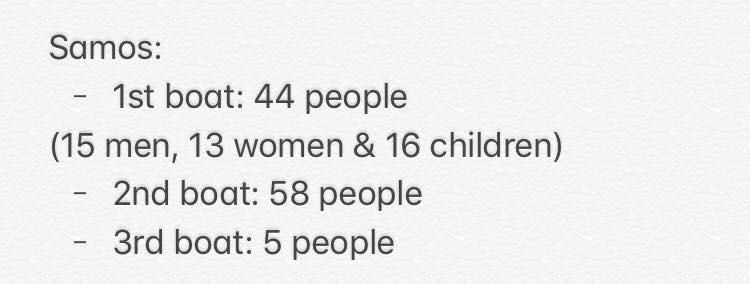 Samos:
- 1st boat: 44 people
(15 men, 13 women & 16 children)
- 2nd boat: 58 people
- 3rd boat: 5 people